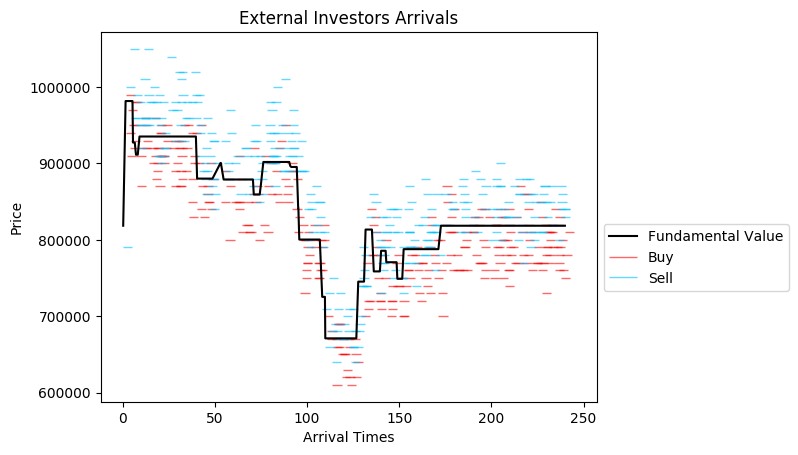 External Investors Arrivals
Price
1000000
900000
800000
700000
600000
0 50 100 150 200 250
Arrival Times
Fundamental Value
Buy
Sell